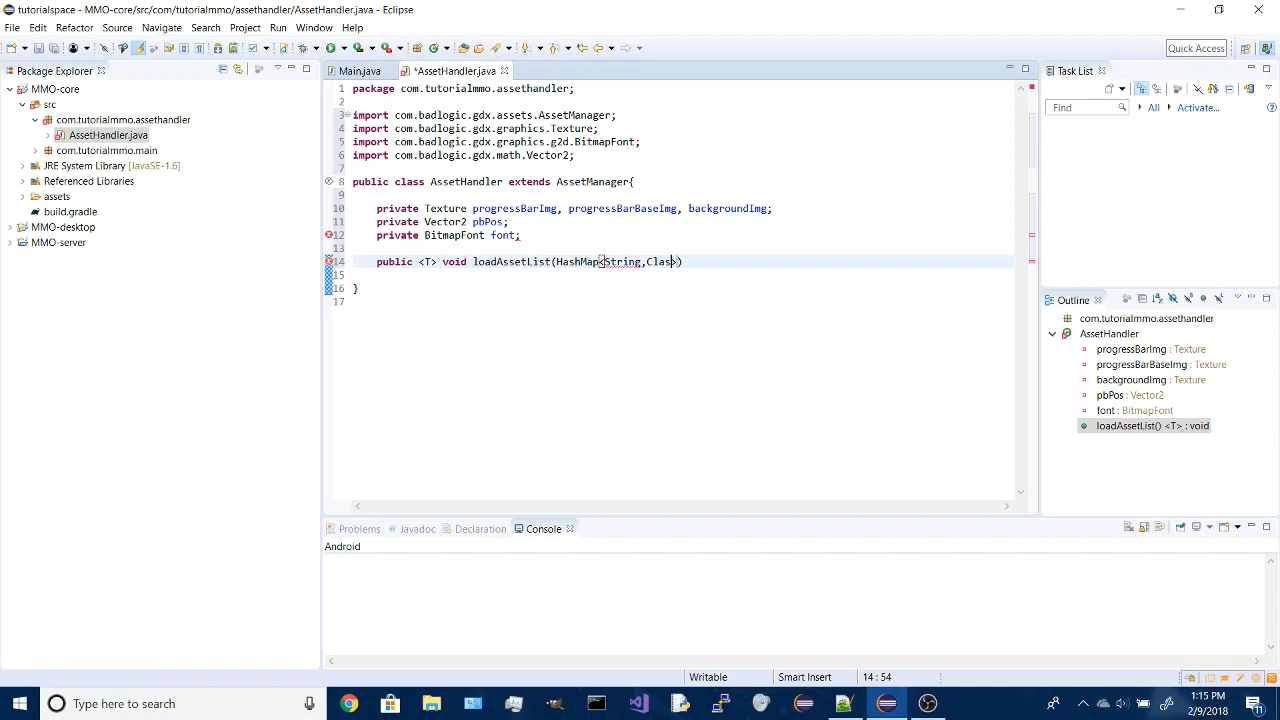 tutorialspace - MMO-core/src/com/tutorialmmo/assethandler/AssetHandler.java - Eclipse
File Edit Refactor Source Navigate Search Project Run Window Help
Quick Access
Package Explorer
MMO-core
src
com.tutorialmmo.assethandler
AssetHandler.java
com.tutorialmmo.main
JRE System Library [JavaSE-1.6]
Referenced Libraries
assets
build.gradle
MMO-desktop
MMO-server
Main.java *AssetHandler.java
1 package com.tutorialmmo.assethandler;
2
3 import com.badlogic.gdx.assets.AssetManager;
4 import com.badlogic.gdx.graphics.Texture;
5 import com.badlogic.gdx.graphics.g2d.BitmapFont;
6 import com.badlogic.gdx.math.Vector2;
7
8 public class AssetHandler extends AssetManager{
9
10 private Texture progressBarImg, progressBarBaseImg, backgroundImg;
11 private Vector2 pbPos;
12 private BitmapFont font;
13
14 public <T> void loadAssetList(HashMap<String,Clas>)
15
16 }
17
Task List
Find All Activate...
Outline
com.tutorialmmo.assethandler
AssetHandler
progressBarImg : Texture
progressBarBaseImg : Texture
backgroundImg : Texture
pbPos : Vector2
font : BitmapFont
loadAssetList() <T> : void
Problems Javadoc Declaration Console
Android
Writable Smart Insert 14 : 54
Type here to search
1:15 PM
2/9/2018
11